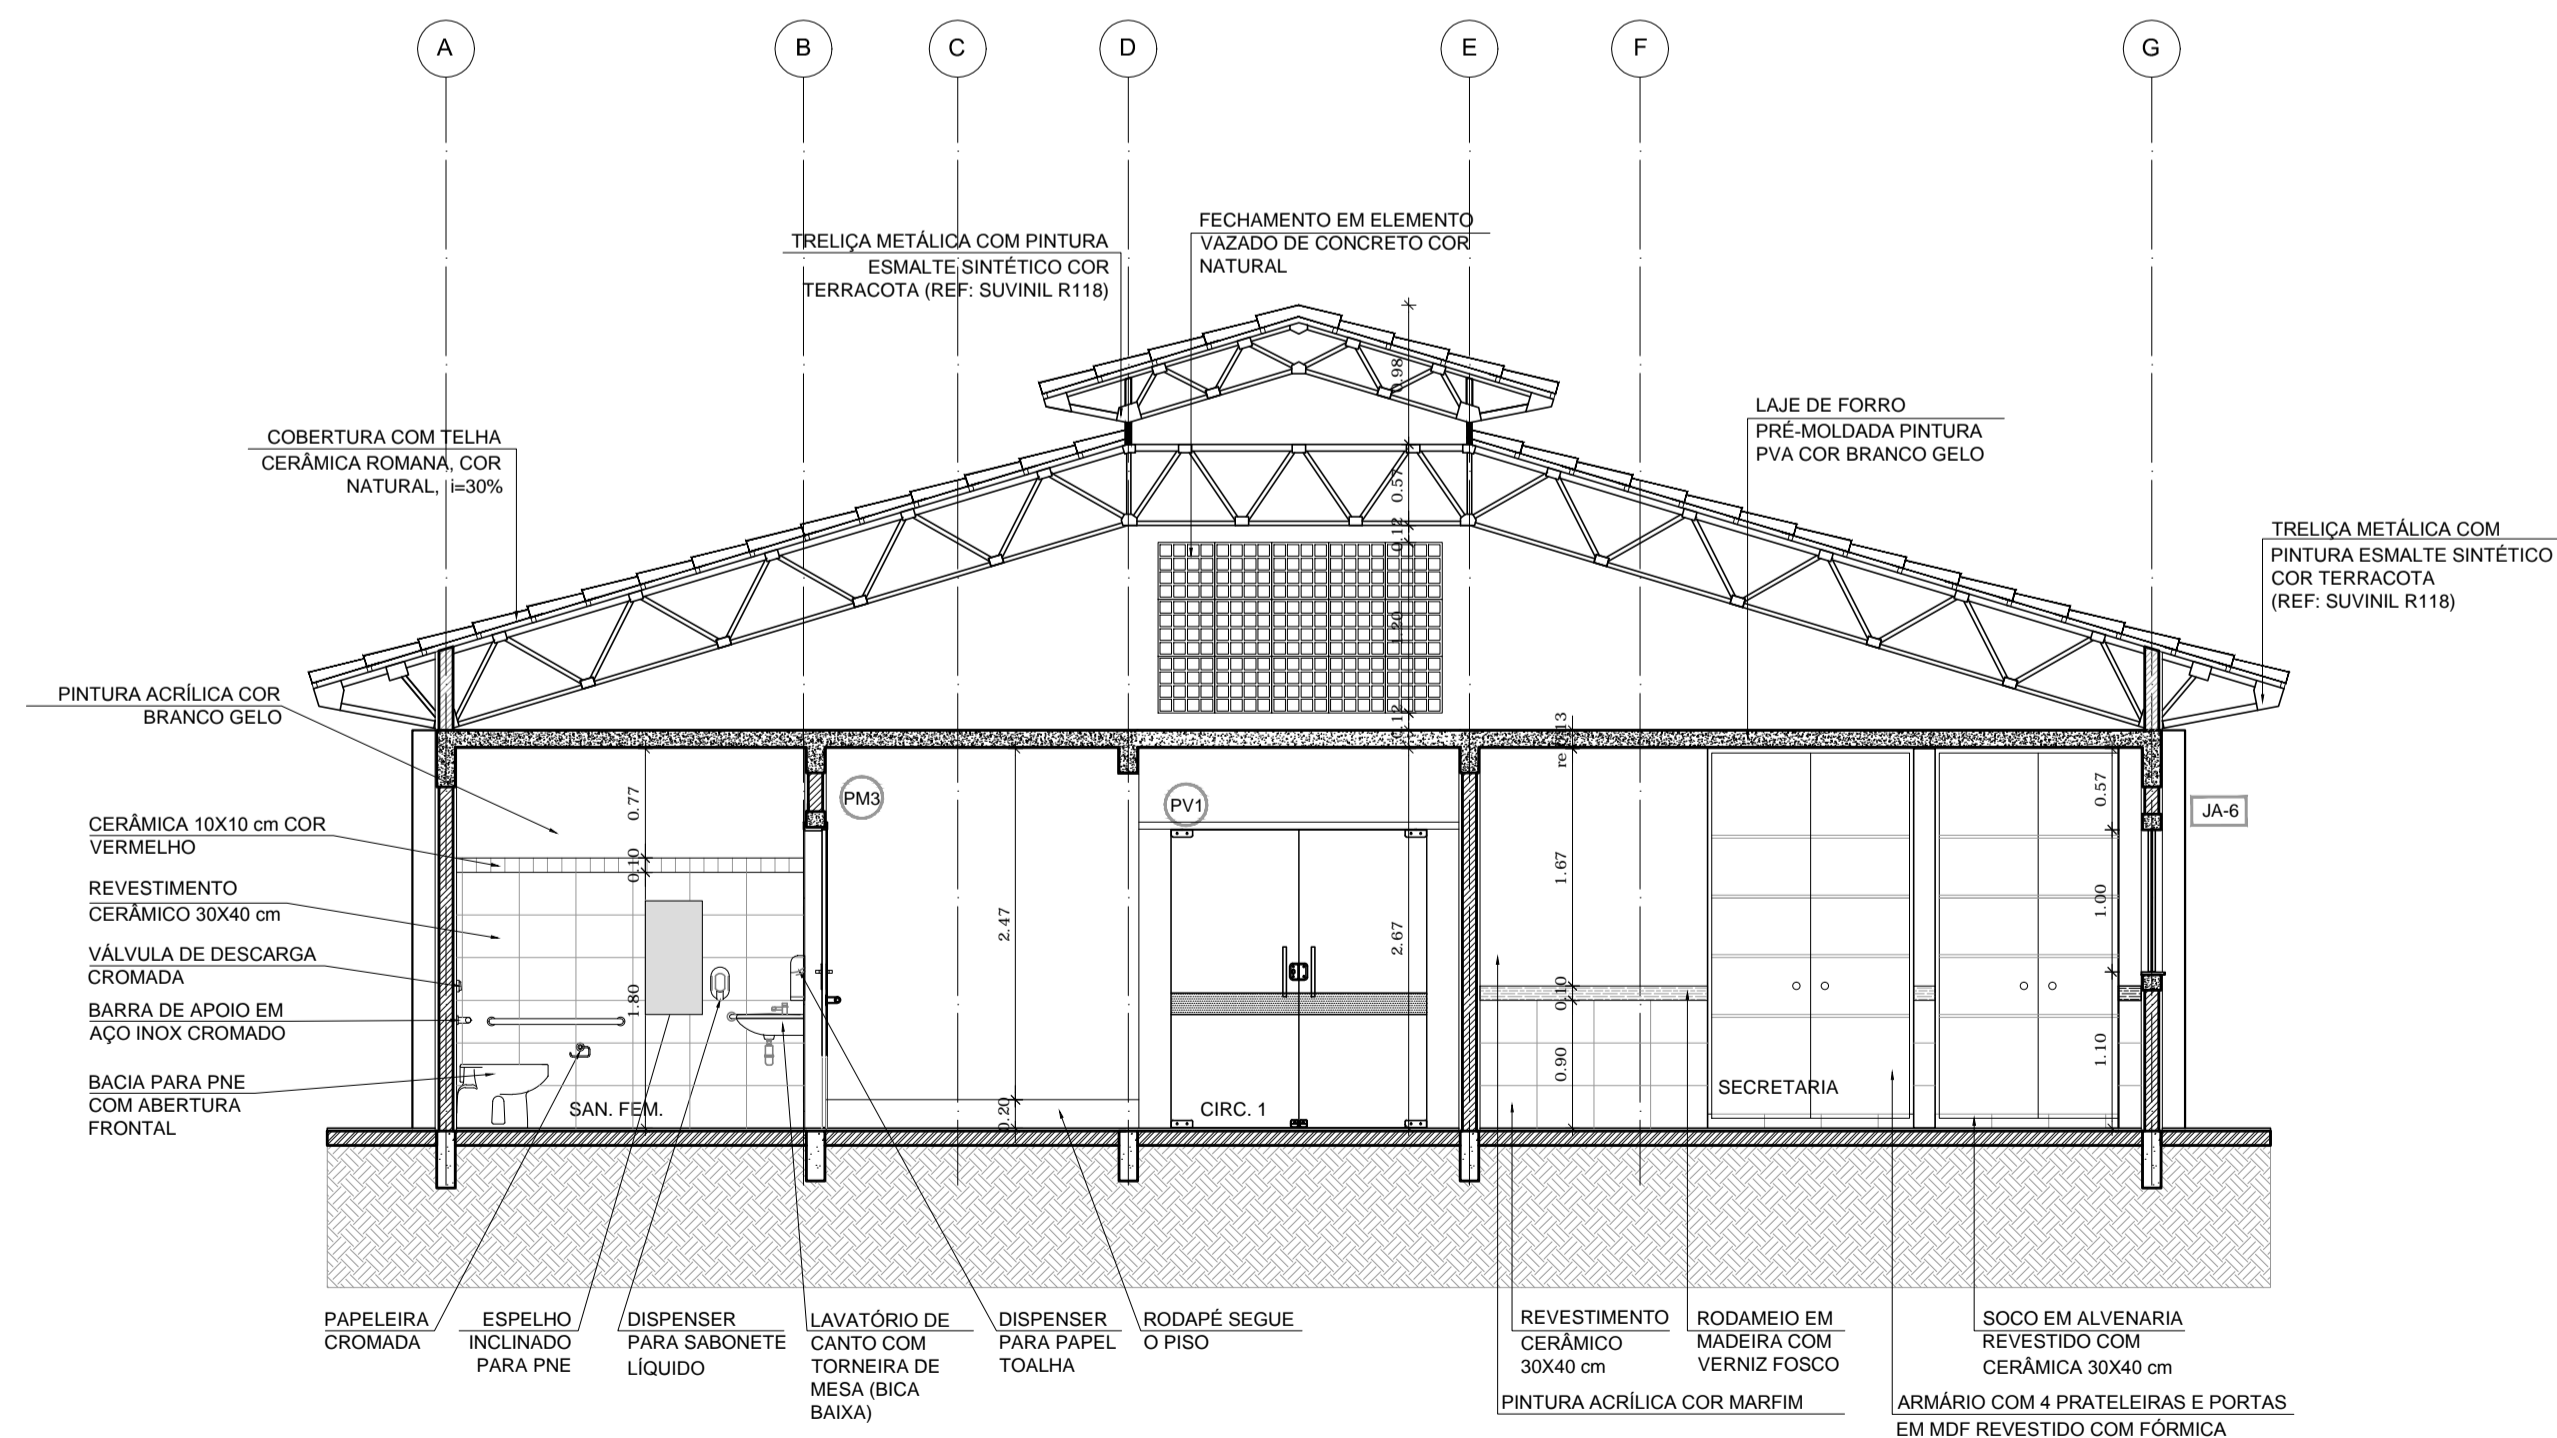 A
B
C
D
E
F
G
FECHAMENTO EM ELEMENTO
VAZADO DE CONCRETO COR
NATURAL
TRELIÇA METÁLICA COM PINTURA
ESMALTE SINTÉTICO COR
TERRACOTA (REF: SUVINIL R118)
0.98
COBERTURA COM TELHA
CERÂMICA ROMANA, COR
NATURAL, i=30%
LAJE DE FORRO
PRÉ-MOLDADA PINTURA
PVA COR BRANCO GELO
0.57
0.12
1.20
0.12
TRELIÇA METÁLICA COM
PINTURA ESMALTE SINTÉTICO
COR TERRACOTA
(REF: SUVINIL R118)
PINTURA ACRÍLICA COR
BRANCO GELO
CERÂMICA 10X10 cm COR
VERMELHO
REVESTIMENTO
CERÂMICO 30X40 cm
VÁLVULA DE DESCARGA
CROMADA
BARRA DE APOIO EM
AÇO INOX CROMADO
BACIA PARA PNE
COM ABERTURA
FRONTAL
0.77
0.10
1.80
SAN. FEM.
PM3
2.47
0.20
PV1
2.67
CIRC. 1
re
.13
1.67
0.10
0.90
SECRETARIA
0.57
1.00
1.10
JA-6
PAPELEIRA
CROMADA
ESPELHO
INCLINADO
PARA PNE
DISPENSER
PARA SABONETE
LÍQUIDO
LAVATÓRIO DE
CANTO COM
TORNEIRA DE
MESA (BICA
BAIXA)
DISPENSER
PARA PAPEL
TOALHA
RODAPÉ SEGUE
O PISO
REVESTIMENTO
CERÂMICO
30X40 cm
RODAMEIO EM
MADEIRA COM
VERNIZ FOSCO
SOCO EM ALVENARIA
REVESTIDO COM
CERÂMICA 30X40 cm
PINTURA ACRÍLICA COR MARFIM
ARMÁRIO COM 4 PRATELEIRAS E PORTAS
EM MDF REVESTIDO COM FÓRMICA